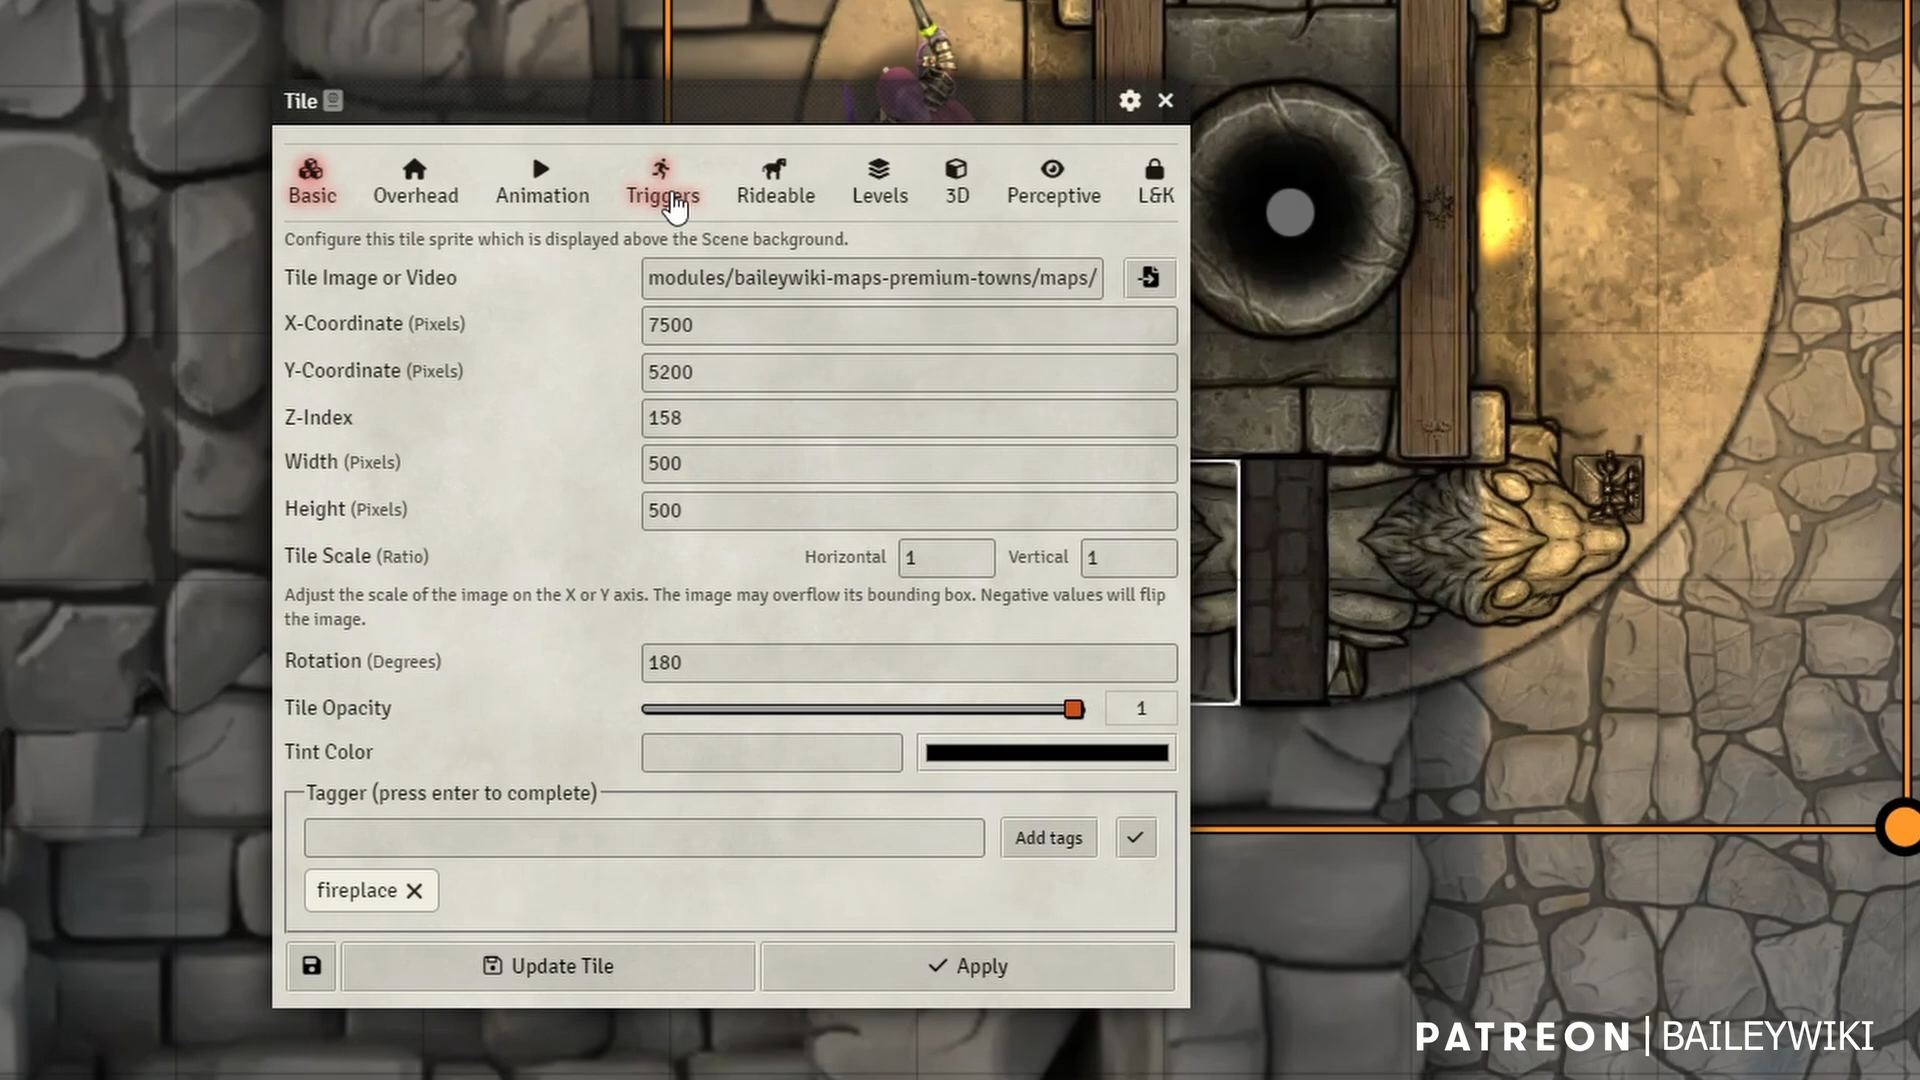 Tile
Basic Overhead Animation Triggers Rideable Levels 3D Perceptive L&K
Configure this tile sprite which is displayed above the Scene background.
Tile Image or Video modules/baileywiki-maps-premium-towns/maps/
X-Coordinate (Pixels) 7500
Y-Coordinate (Pixels) 5200
Z-Index 158
Width (Pixels) 500
Height (Pixels) 500
Tile Scale (Ratio) Horizontal 1 Vertical 1
Adjust the scale of the image on the X or Y axis. The image may overflow its bounding box. Negative values will flip
the image.
Rotation (Degrees) 180
Tile Opacity 1
Tint Color
Tagger (press enter to complete)
Add tags
fireplace
Update Tile Apply
PATREON | BAILEYWIKI